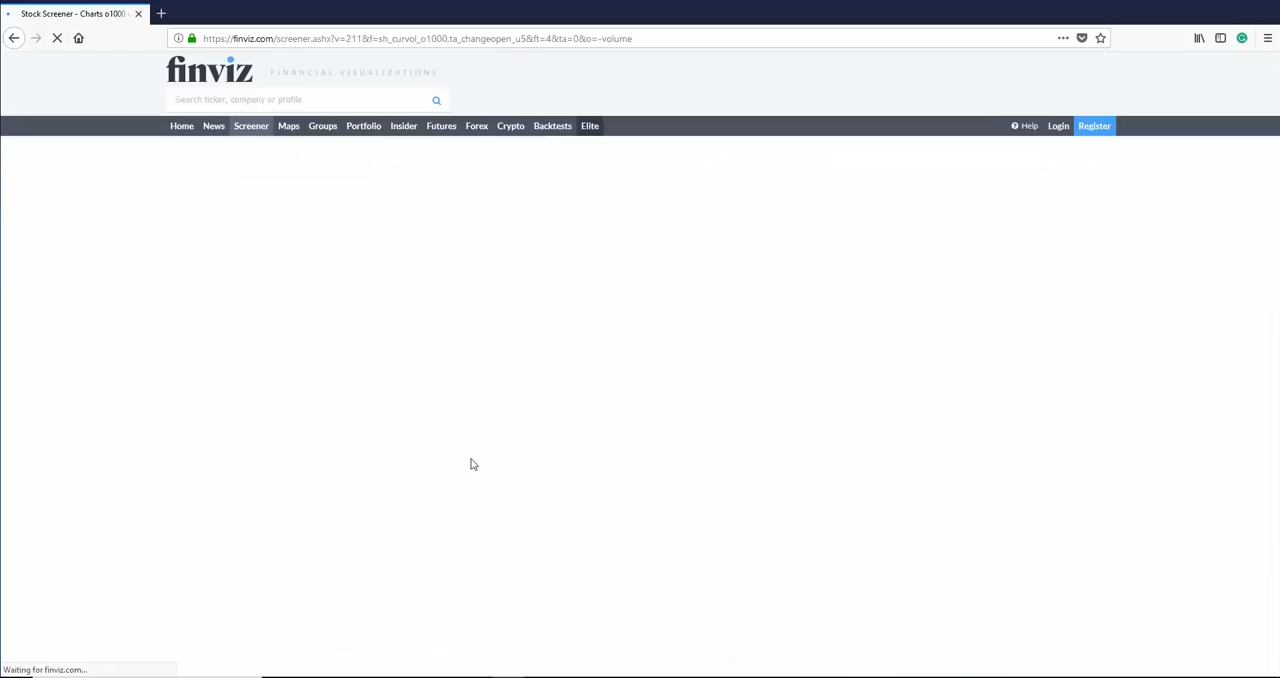 Stock Screener - Charts o1000
https://finviz.com/screener.ashx?v=211&f=sh_curvol_o1000,ta_changeopen_u5&ft=4&ta=0&o=-volume
finviz FINANCIAL VISUALIZATIONS
Search ticker, company or profile
Home News Screener Maps Groups Portfolio Insider Futures Forex Crypto Backtests Elite Help Login Register
Waiting for finviz.com...